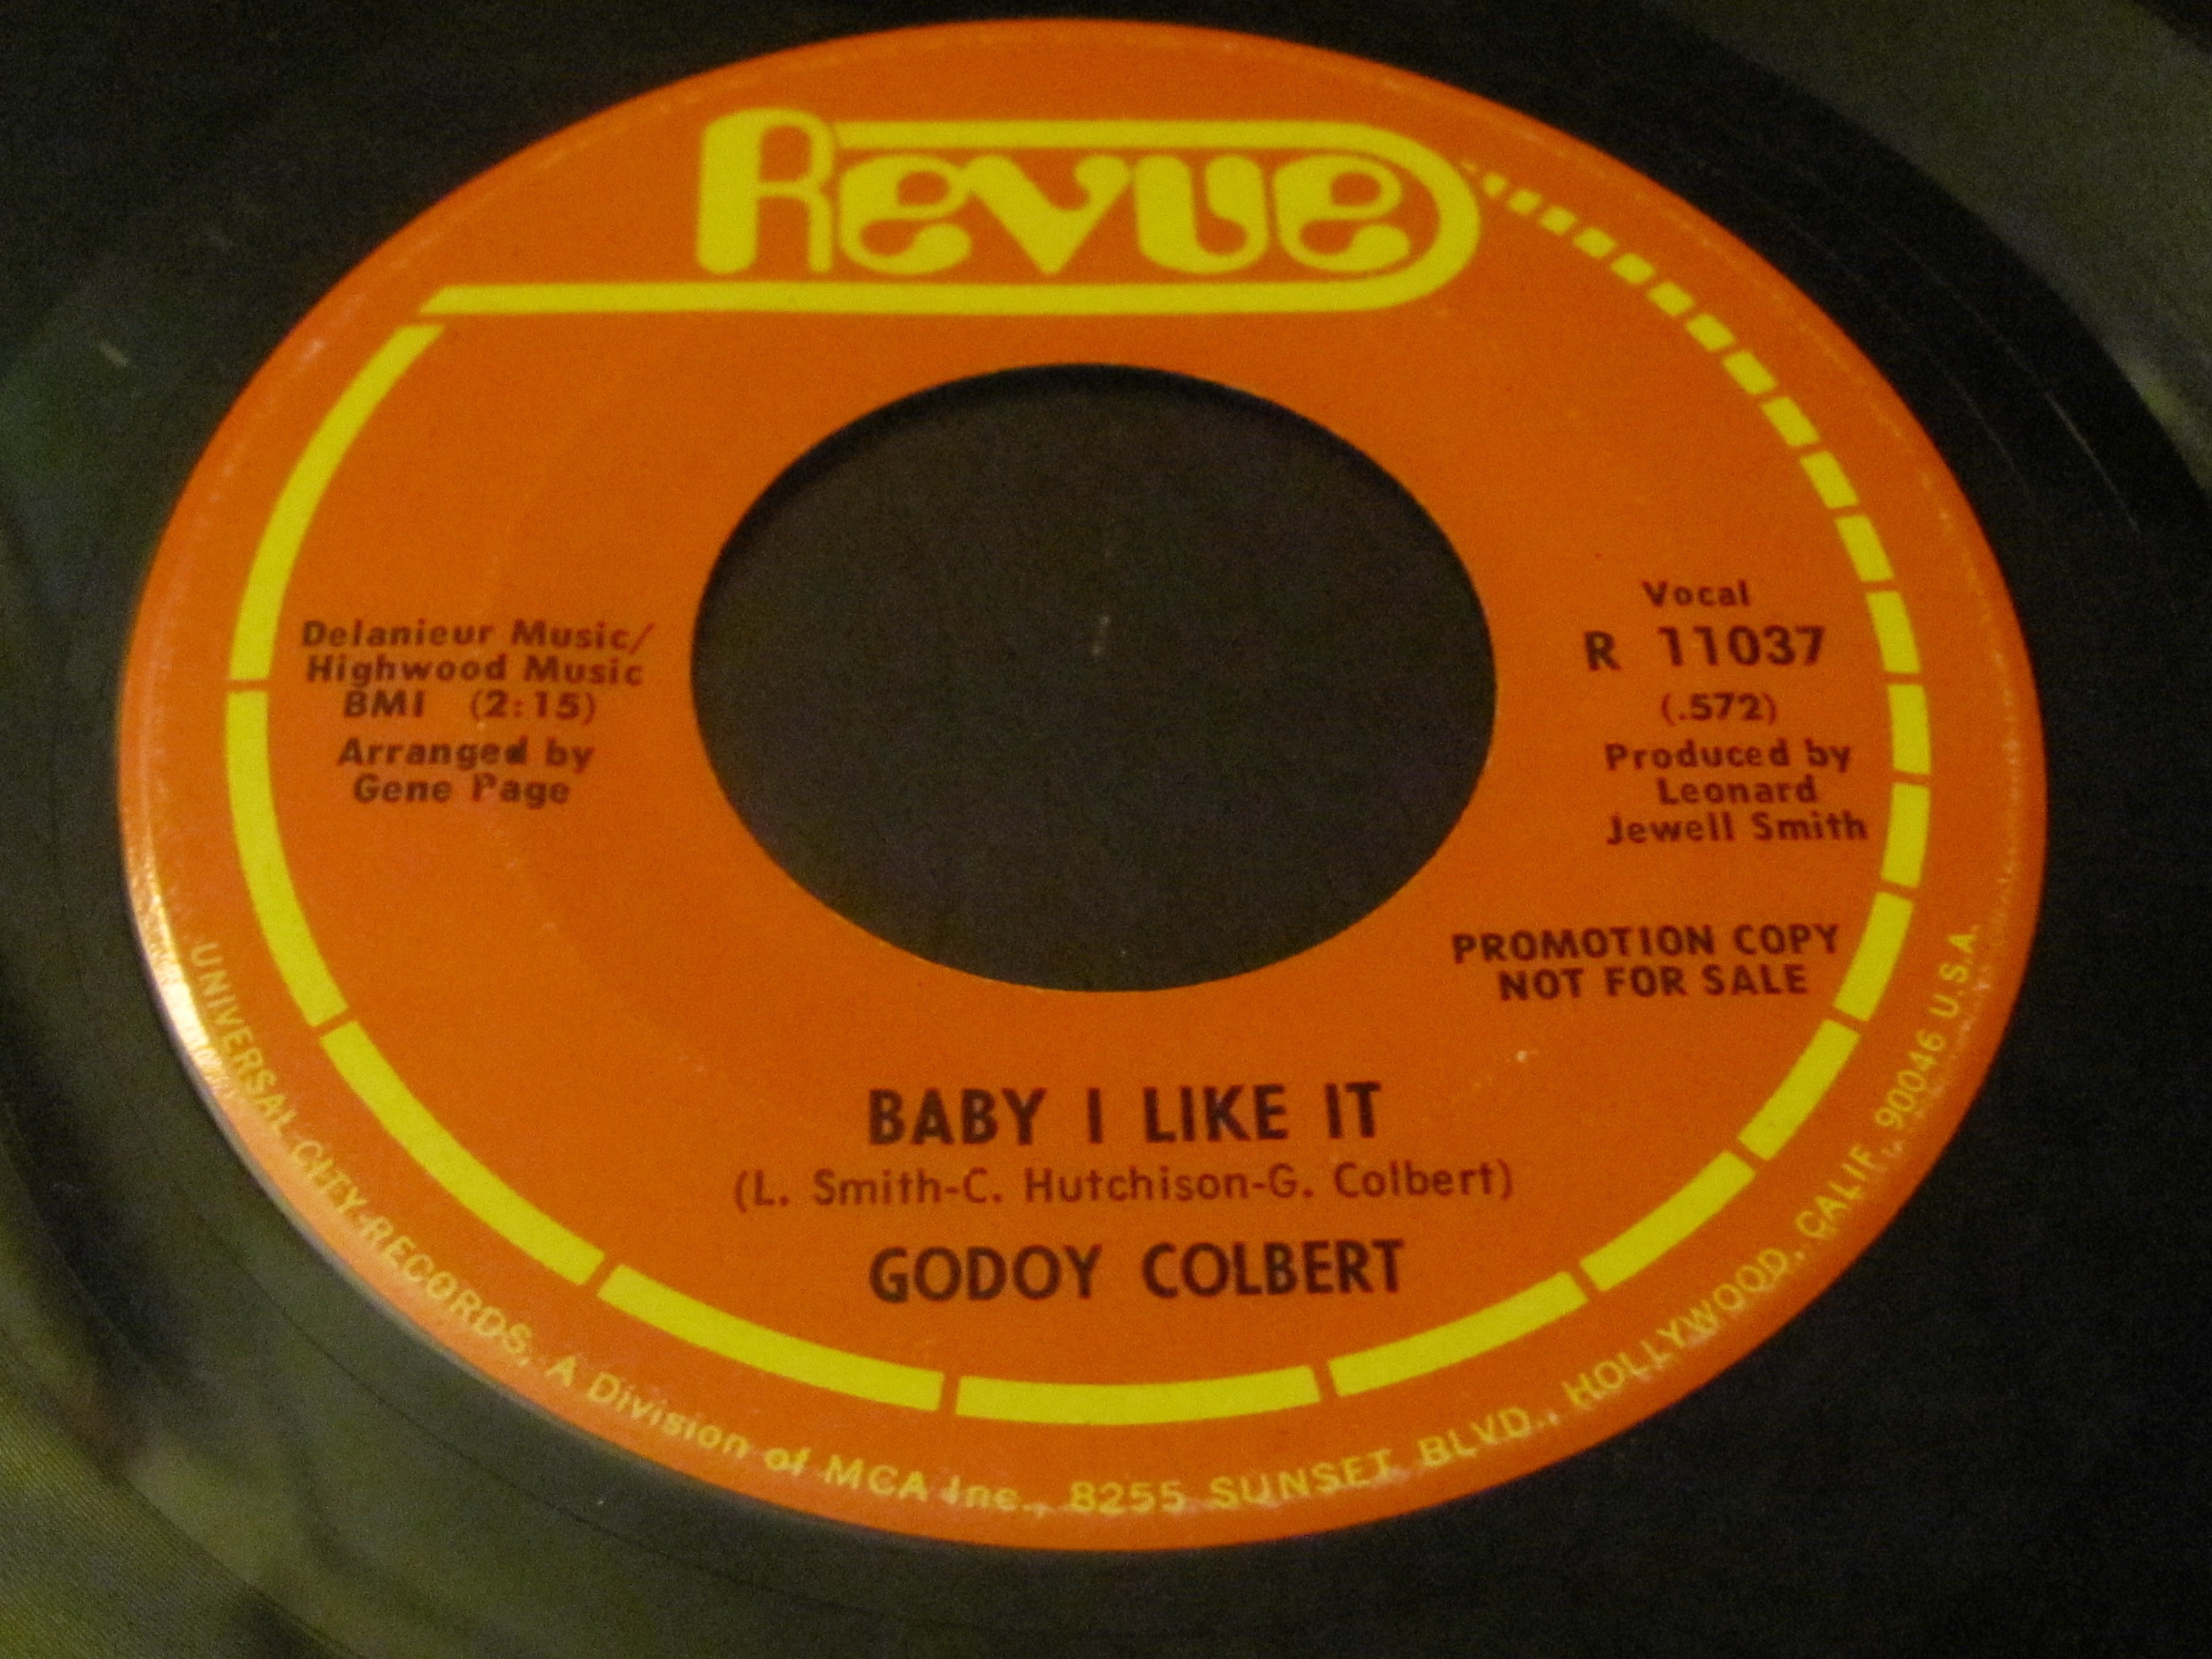 Revue
Delanieur Music/
Highwood Music
BMI (2:15)
Arranged by
Gene Page
Vocal
R 11037
(.572)
Produced by
Leonard
Jewell Smith
PROMOTION COPY
NOT FOR SALE
BABY I LIKE IT
(L. Smith-C. Hutchison-G. Colbert)
GODOY COLBERT
UNIVERSAL CITY RECORDS, A Division of MCA Inc., 8255 SUNSET BLVD., HOLLYWOOD, CALIF. 90046 U.S.A.